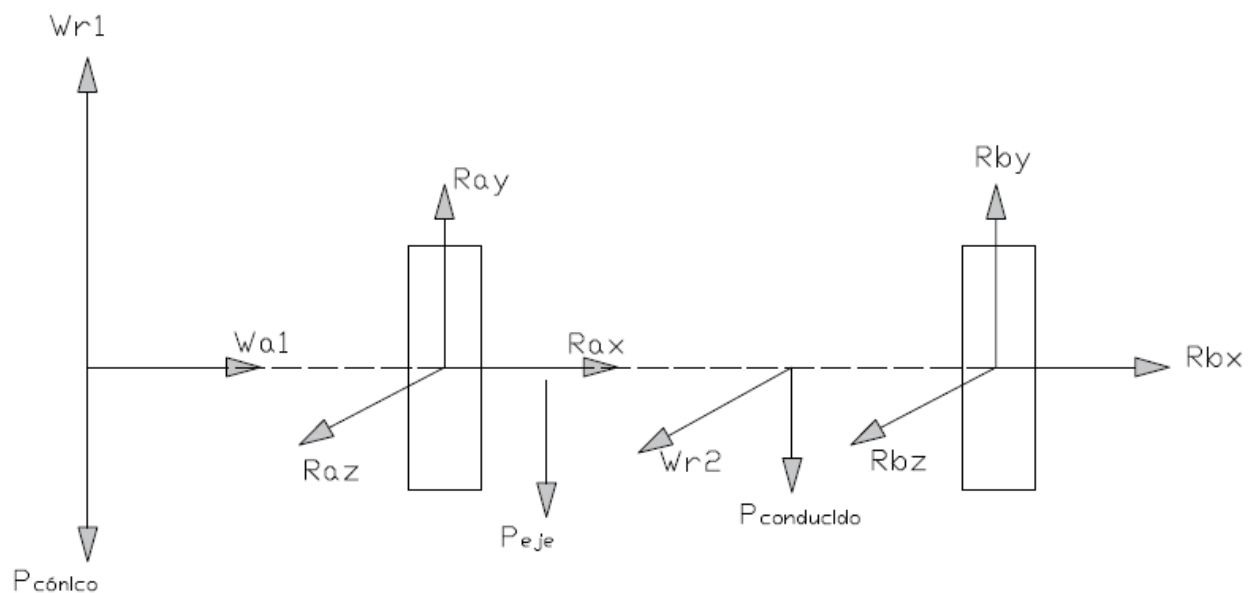 Wr1
Rby
Ray
Wa1
Rax
Rbx
Raz
Wr2
Rbz
Pconducido
Peje
Pcónico